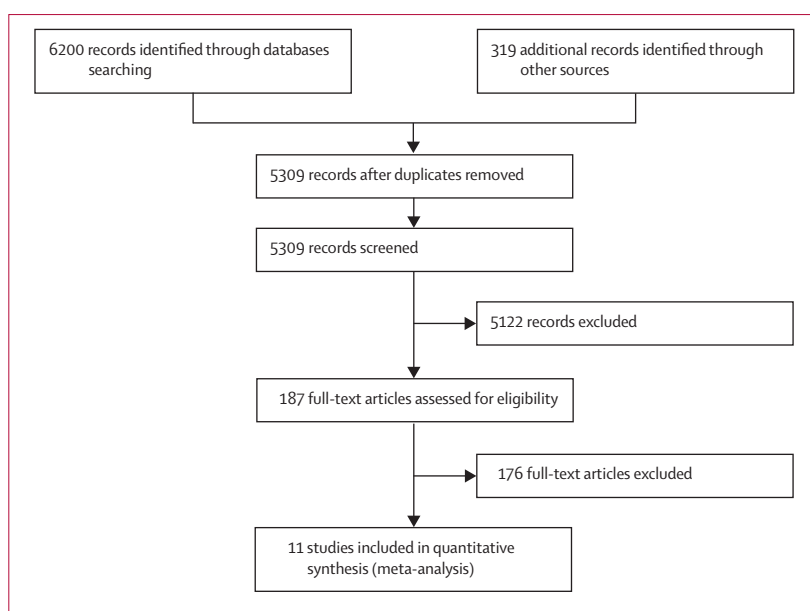 6200 records identified through databases
searching
319 additional records identified through
other sources
5309 records after duplicates removed
5309 records screened
5122 records excluded
187 full-text articles assessed for eligibility
176 full-text articles excluded
11 studies included in quantitative
synthesis (meta-analysis)